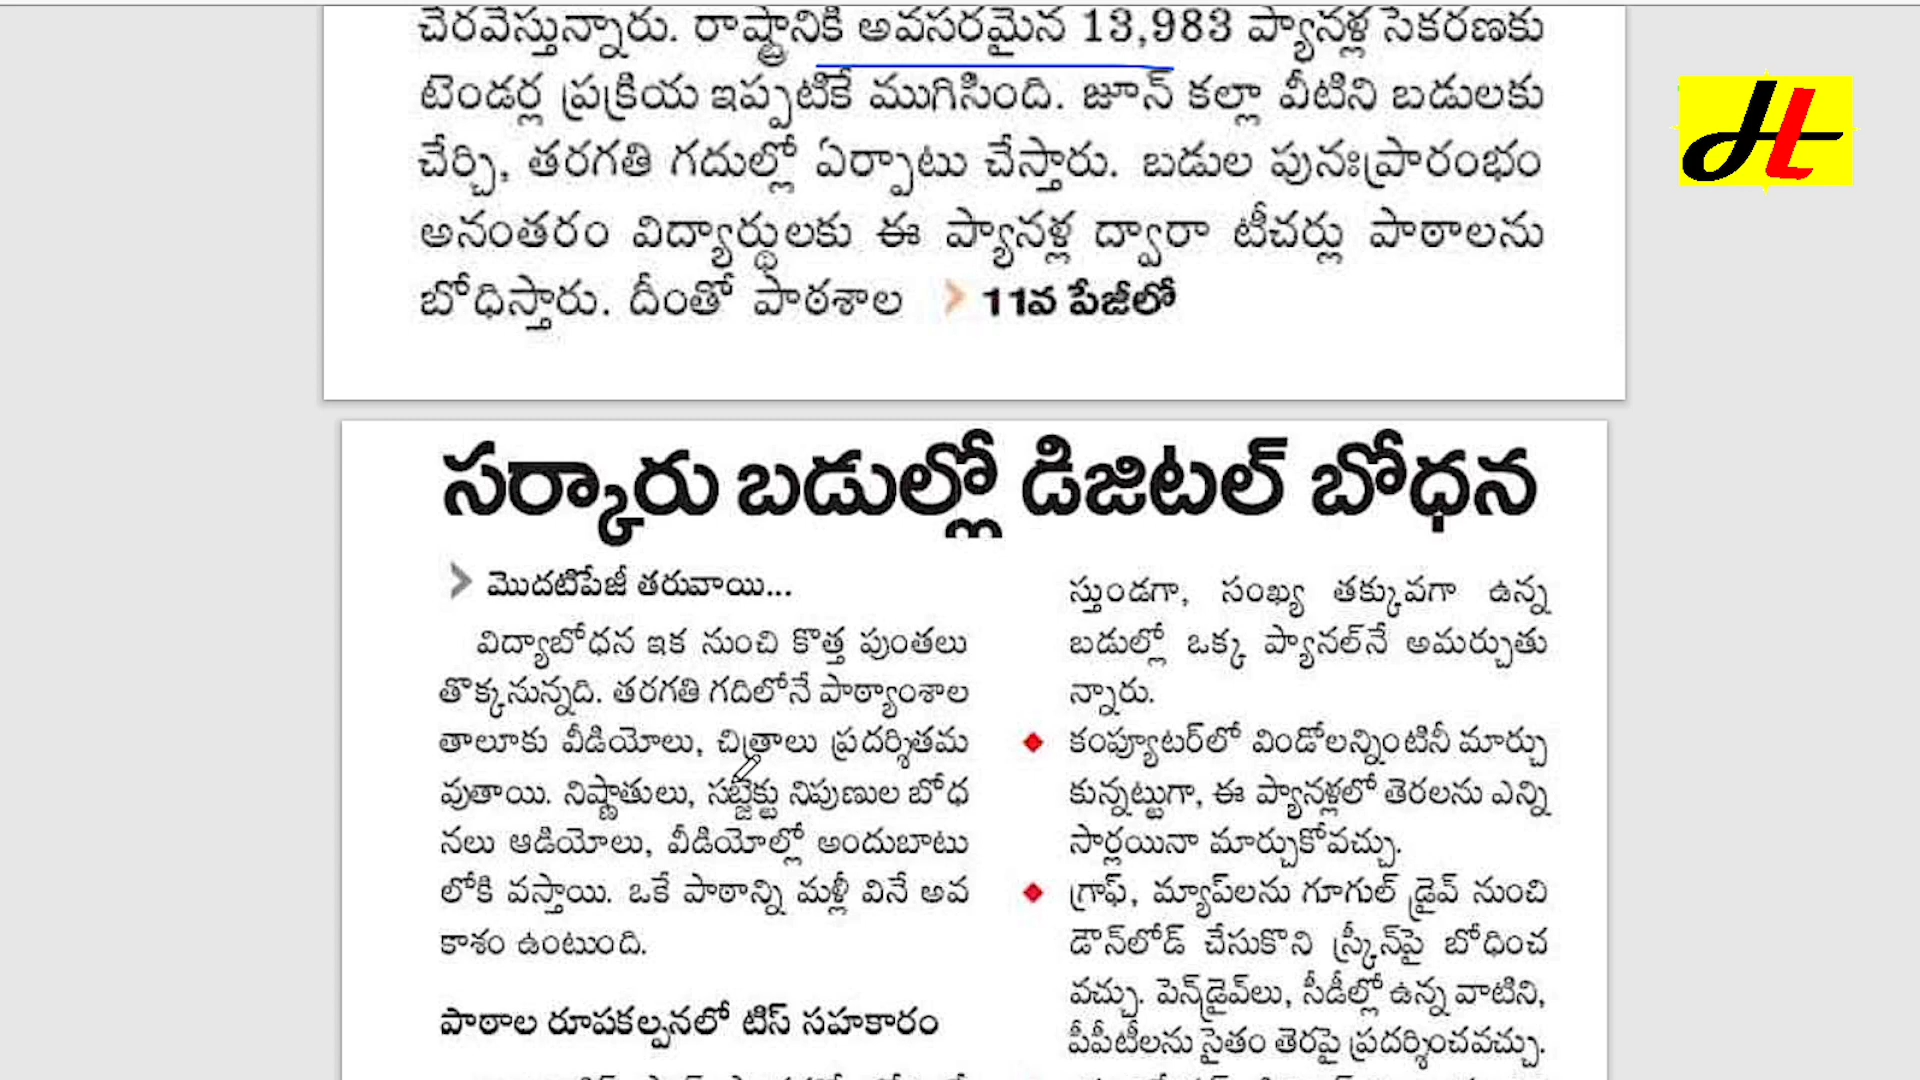 చేరవేస్తున్నారు. రాష్ట్రానికి అవసరమైన 13,983 ప్యానళ్ల సేకరణకు
టెండర్ల ప్రక్రియ ఇప్పటికే ముగిసింది. జూన్ కల్లా వీటిని బడులకు
చేర్చి, తరగతి గదుల్లో ఏర్పాటు చేస్తారు. బడుల పునఃప్రారంభం
అనంతరం విద్యార్థులకు ఈ ప్యానళ్ల ద్వారా టీచర్లు పాఠాలను
బోధిస్తారు. దీంతో పాఠశాల > 11వ పేజీలో
సర్కారు బడుల్లో డిజిటల్ బోధన
> మొదటిపేజీ తరువాయి...
విద్యాబోధన ఇక నుంచి కొత్త పుంతలు
తొక్కనున్నది. తరగతి గదిలోనే పాఠ్యాంశాల
తాలూకు వీడియోలు, చిత్రాలు ప్రదర్శితమ
వుతాయి. నిష్ణాతులు, సబ్జెక్టు నిపుణుల బోధ
నలు ఆడియోలు, వీడియోల్లో అందుబాటు
లోకి వస్తాయి. ఒకే పాఠాన్ని మళ్లీ వినే అవ
కాశం ఉంటుంది.
పాఠాల రూపకల్పనలో టిస్ సహకారం
స్తుండగా, సంఖ్య తక్కువగా ఉన్న
బడుల్లో ఒక్క ప్యానల్‌నే అమర్చుతు
న్నారు.
కంప్యూటర్‌లో విండోలన్నింటినీ మార్చు
కున్నట్టుగా, ఈ ప్యానళ్లలో తెరలను ఎన్ని
సార్లయినా మార్చుకోవచ్చు.
గ్రాఫ్, మ్యాప్‌లను గూగుల్ డ్రైవ్ నుంచి
డౌన్‌లోడ్ చేసుకొని స్క్రీన్‌పై బోధించ
వచ్చు. పెన్‌డ్రైవ్‌లు, సీడీల్లో ఉన్న వాటిని,
పీపీటీలను సైతం తెరపై ప్రదర్శించవచ్చు.